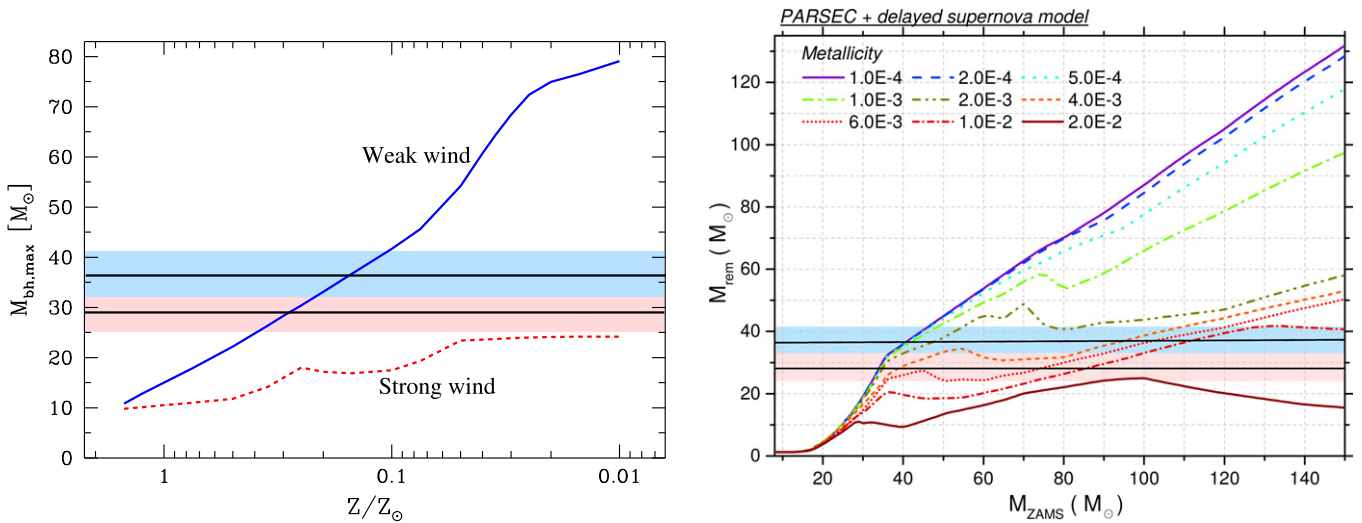 80
70
60
50
40
30
20
10
0
M_bh,max [M_⊙]
Weak wind
Strong wind
1
0.1
0.01
Z/Z_⊙
PARSEC + delayed supernova model
Metallicity
1.0E-4 2.0E-4 5.0E-4
1.0E-3 2.0E-3 4.0E-3
6.0E-3 1.0E-2 2.0E-2
120
100
80
60
40
20
0
M_rem ( M_⊙ )
20 40 60 80 100 120 140
M_ZAMS ( M_⊙ )